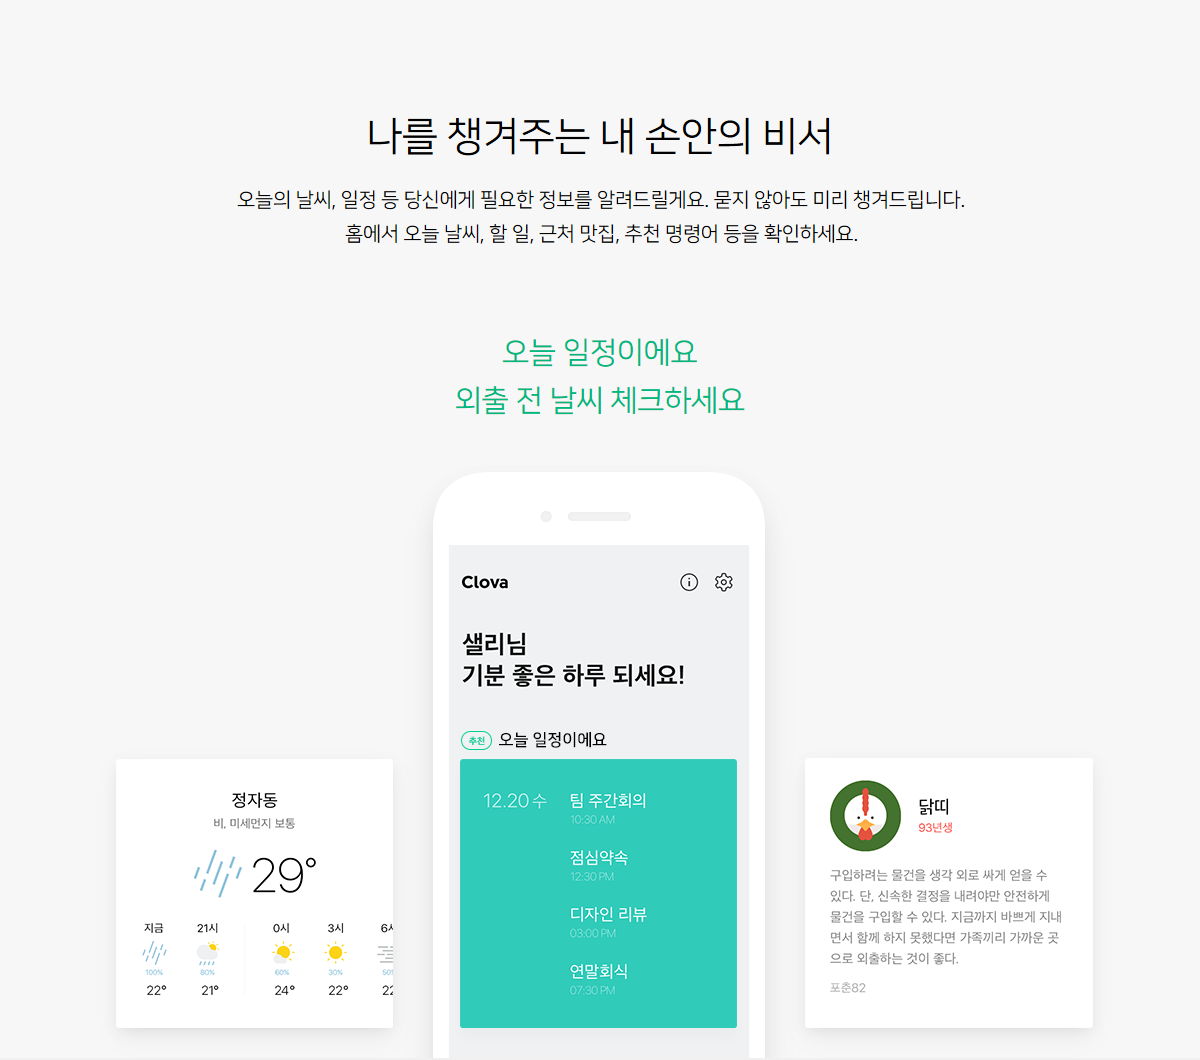 나를 챙겨주는 내 손안의 비서
오늘의 날씨, 일정 등 당신에게 필요한 정보를 알려드릴게요. 묻지 않아도 미리 챙겨드립니다.
홈에서 오늘 날씨, 할 일, 근처 맛집, 추천 명령어 등을 확인하세요.
오늘 일정이에요
외출 전 날씨 체크하세요
Clova
샐리님
기분 좋은 하루 되세요!
추천 오늘 일정이에요
12.20 수 팀 주간회의
10:30 AM
점심약속
12:30 PM
디자인 리뷰
03:00 PM
연말회식
07:30 PM
정자동
비, 미세먼지 보통
29°
지금 21시 0시 3시
100% 80% 60% 30%
22° 21° 24° 22°
닭띠
93년생
구입하려는 물건을 생각 외로 싸게 얻을 수
있다. 단, 신속한 결정을 내려야만 안전하게
물건을 구입할 수 있다. 지금까지 바쁘게 지내
면서 함께 하지 못했다면 가족끼리 가까운 곳
으로 외출하는 것이 좋다.
포춘82